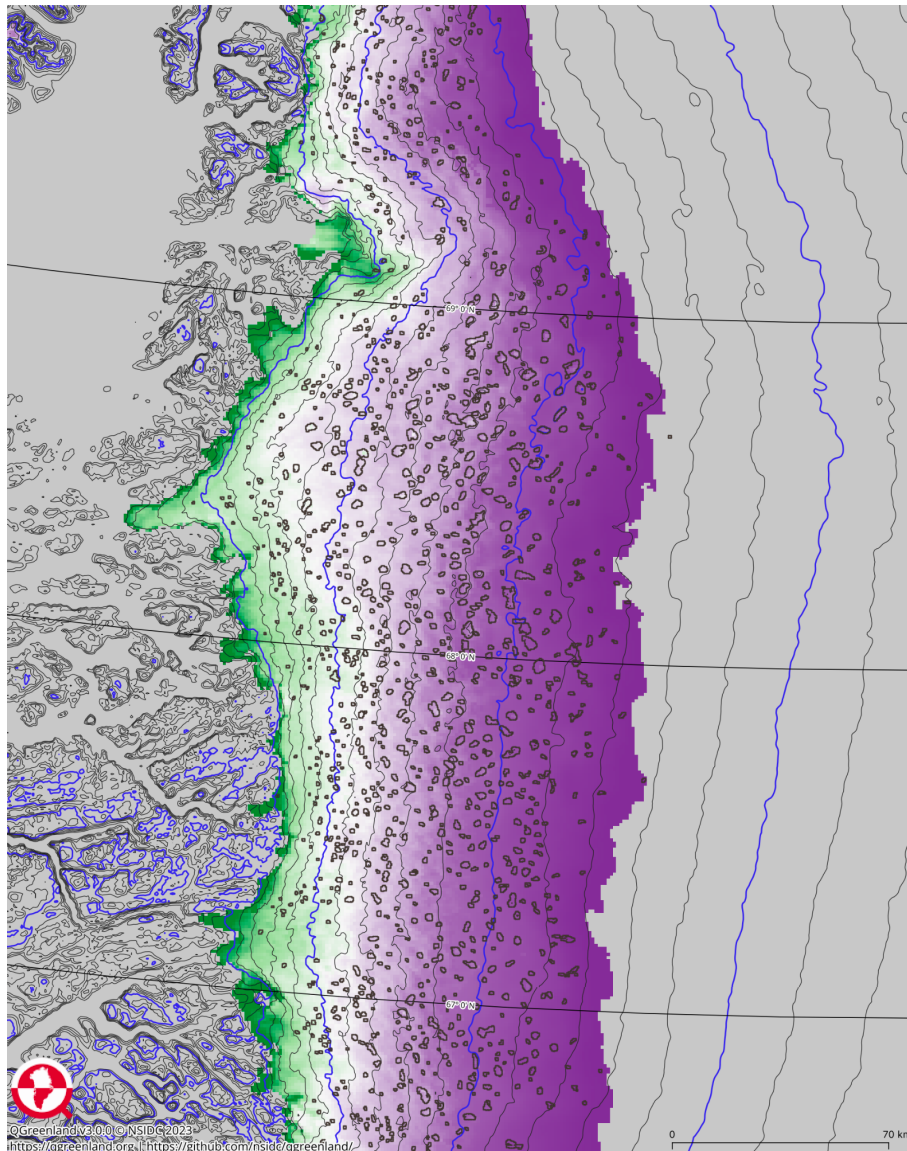 69° 0' N
68° 0' N
67° 0' N
QGreenland v3.0.0 © NSIDC 2023
https://qgreenland.org | https://github.com/nsidc/qgreenland/
0 70 km